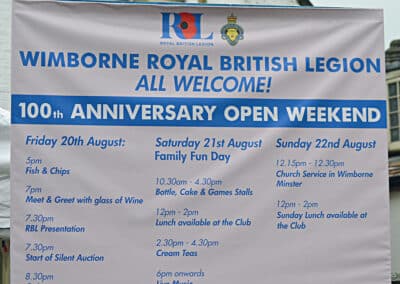 RL
ROYAL BRITISH LEGION
WIMBORNE ROYAL BRITISH LEGION
ALL WELCOME!
100th ANNIVERSARY OPEN WEEKEND
Friday 20th August:
5pm
Fish & Chips
7pm
Meet & Greet with glass of Wine
7.30pm
RBL Presentation
7.30pm
Start of Silent Auction
8.30pm
Saturday 21st August
Family Fun Day
10.30am - 4.30pm
Bottle, Cake & Games Stalls
12pm - 2pm
Lunch available at the Club
2.30pm - 4.30pm
Cream Teas
6pm onwards
Live Music
Sunday 22nd August
12.15pm - 12.30pm
Church Service in Wimborne
Minster
12pm - 2pm
Sunday Lunch available at
the Club